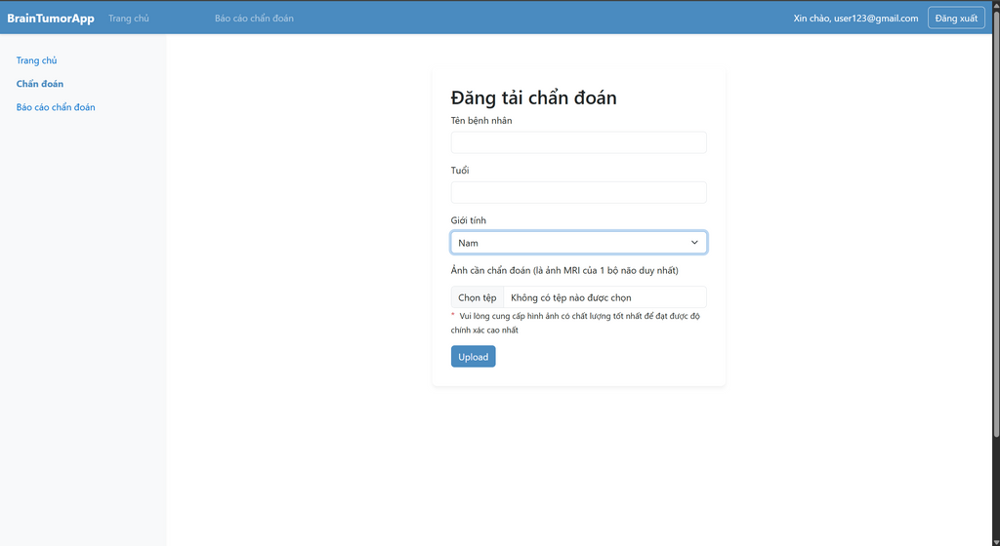 BrainTumorApp Trang chủ Báo cáo chẩn đoán Xin chào, user123@gmail.com Đăng xuất
Trang chủ
Chẩn đoán
Báo cáo chẩn đoán
Đăng tải chẩn đoán
Tên bệnh nhân
Tuổi
Giới tính
Nam
Ảnh cần chẩn đoán (là ảnh MRI của 1 bộ não duy nhất)
Chọn tệp Không có tệp nào được chọn
* Vui lòng cung cấp hình ảnh có chất lượng tốt nhất để đạt được độ
chính xác cao nhất
Upload